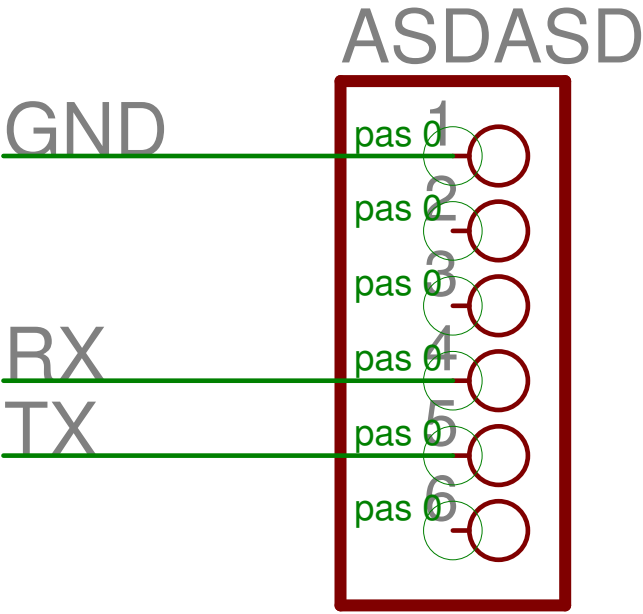 ASDASD
GND
pas 0 1
pas 0 2
pas 0 3
RX
pas 0 4
TX
pas 0 5
pas 0 6